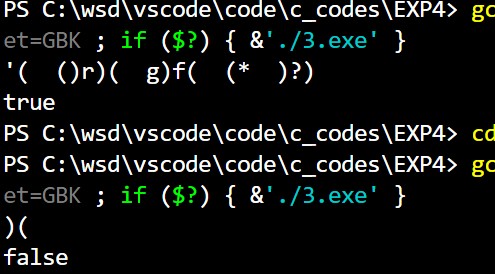 PS C:\wsd\vscode\code\c_codes\EXP4> gc
et=GBK ; if ($?) { &'./3.exe' }
'(  ()r)(  g)f(  (*  )?)
true
PS C:\wsd\vscode\code\c_codes\EXP4> cd
PS C:\wsd\vscode\code\c_codes\EXP4> gc
et=GBK ; if ($?) { &'./3.exe' }
)(
false